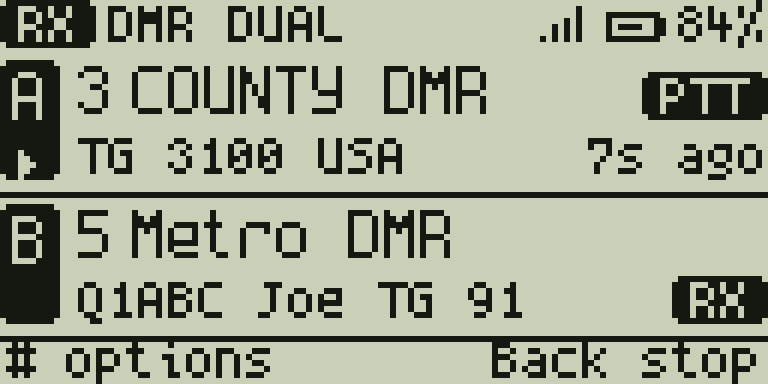 RX DMR DUAL 84%
A 3 COUNTY DMR PTT
TG 3100 USA 7s ago
B 5 Metro DMR
Q1ABC Joe TG 91 RX
# options Back stop